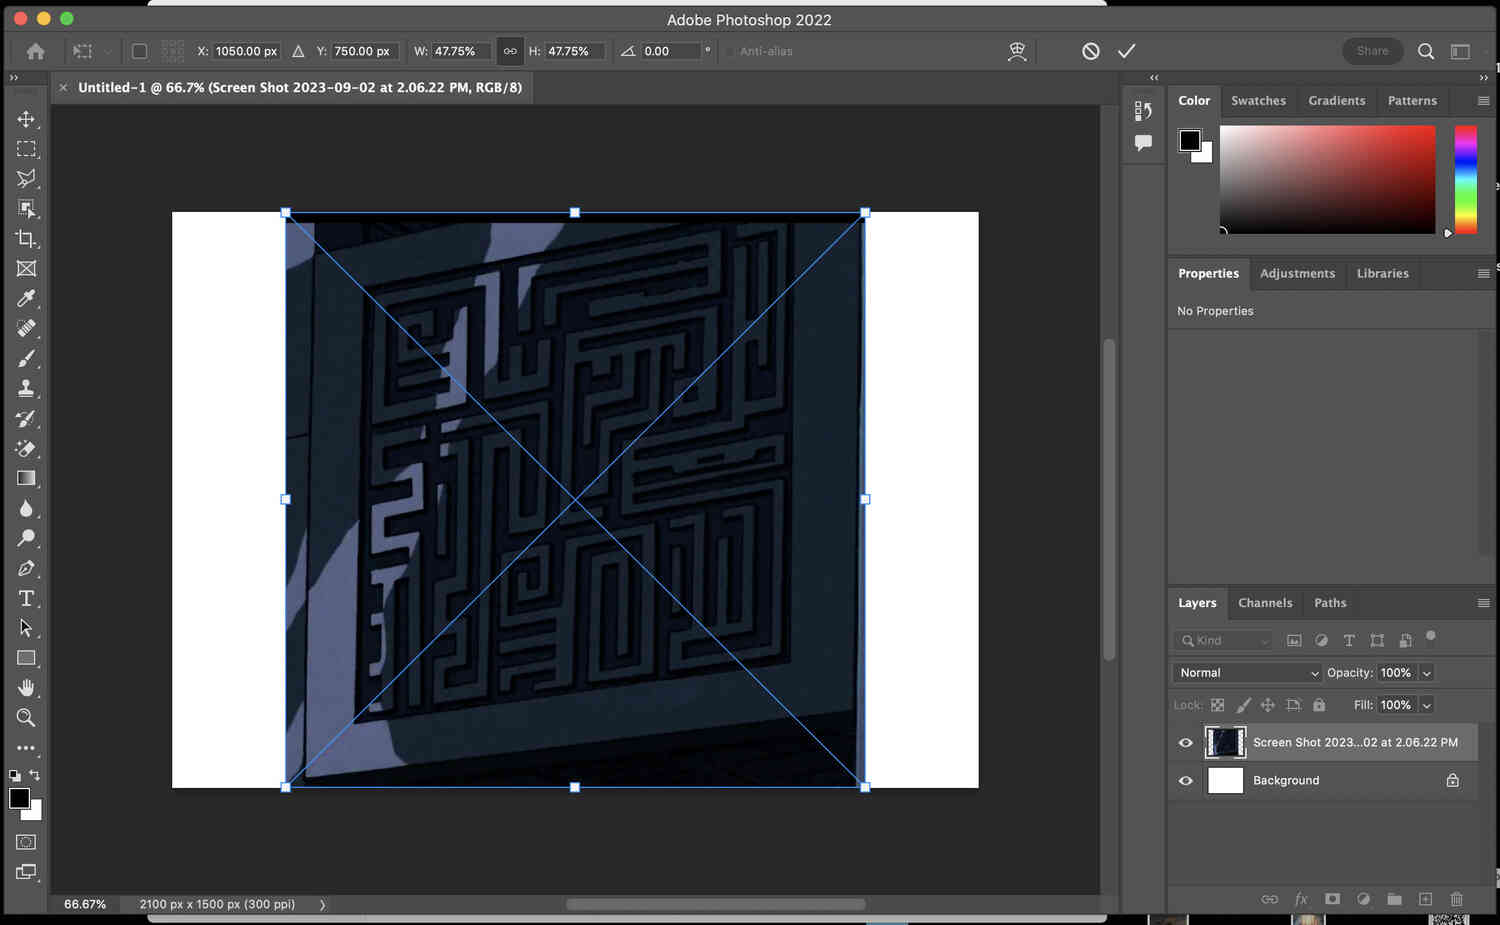 Adobe Photoshop 2022
X: 1050.00 px Y: 750.00 px W: 47.75% H: 47.75% 0.00 ° Anti-alias Share
Untitled-1 @ 66.7% (Screen Shot 2023-09-02 at 2.06.22 PM, RGB/8)
Color Swatches Gradients Patterns
Properties Adjustments Libraries
No Properties
Layers Channels Paths
Kind
Normal Opacity: 100%
Lock: Fill: 100%
Screen Shot 2023...02 at 2.06.22 PM
Background
66.67% 2100 px x 1500 px (300 ppi)